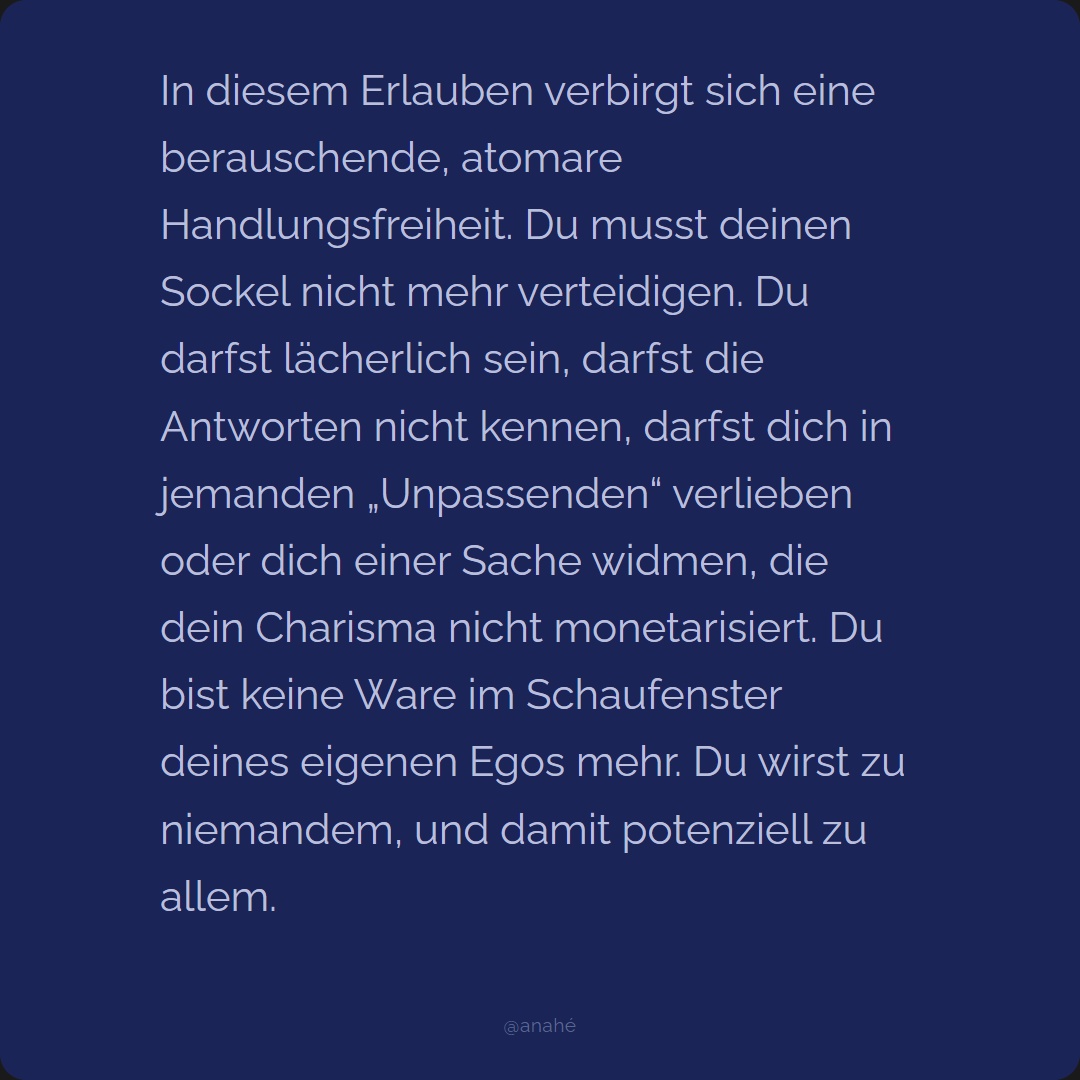 In diesem Erlauben verbirgt sich eine
berauschende, atomare
Handlungsfreiheit. Du musst deinen
Sockel nicht mehr verteidigen. Du
darfst lächerlich sein, darfst die
Antworten nicht kennen, darfst dich in
jemanden „Unpassenden“ verlieben
oder dich einer Sache widmen, die
dein Charisma nicht monetarisiert. Du
bist keine Ware im Schaufenster
deines eigenen Egos mehr. Du wirst zu
niemandem, und damit potenziell zu
allem.
@anahé